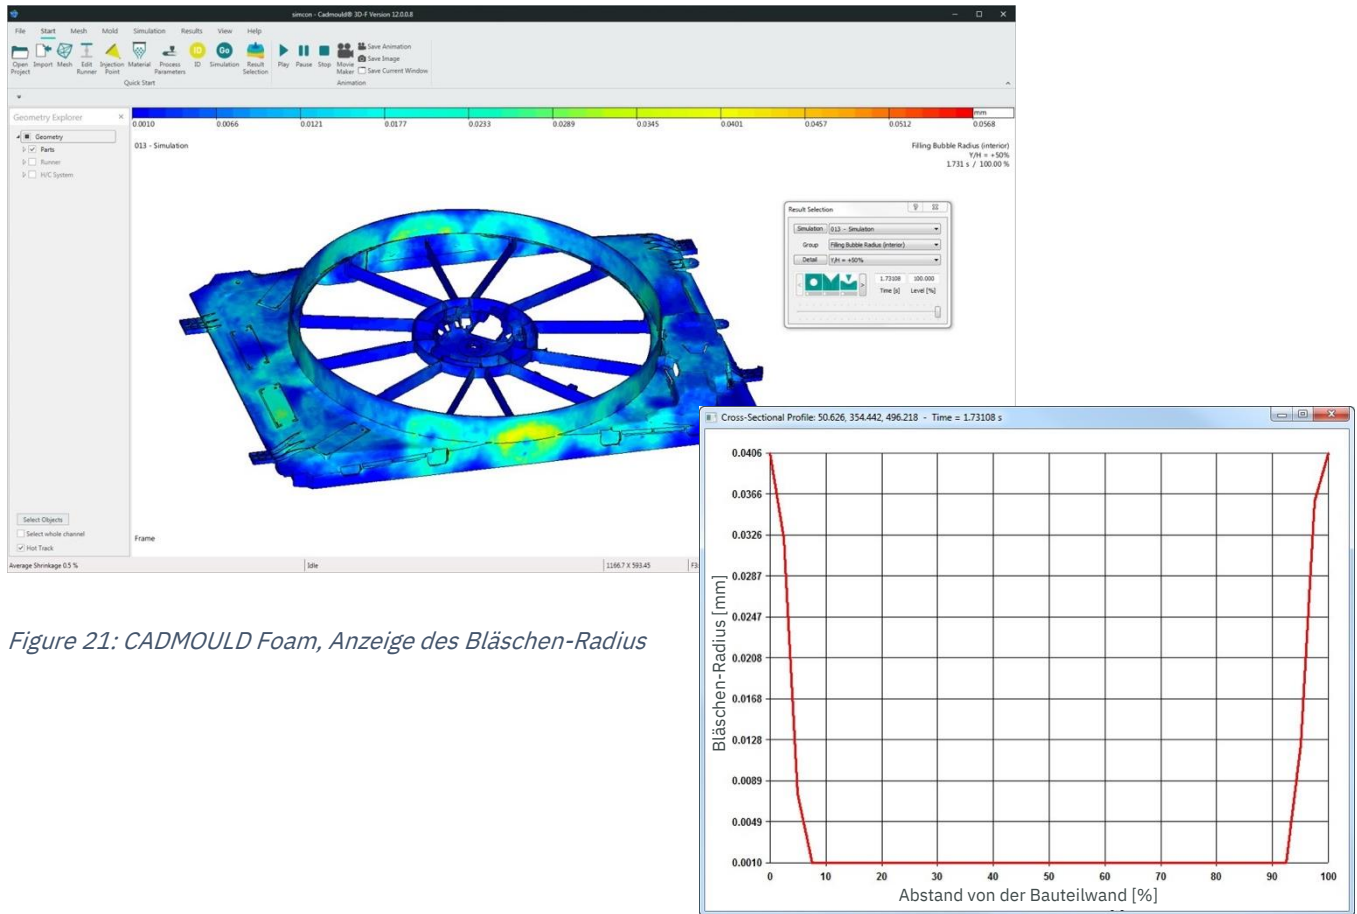 simcon - Cadmould® 3D-F Version 12.0.0.8
File Start Mesh Mold Simulation Results View Help
Open Project Import Mesh Edit Runner Injection Point Material Process Parameters ID Simulation Result Selection Play Pause Stop Movie Maker
Save Animation
Save Image
Save Current Window
Quick Start Animation
Geometry Explorer
Geometry
Parts
Runner
H/C System
mm
0.0010 0.0066 0.0121 0.0177 0.0233 0.0289 0.0345 0.0401 0.0457 0.0512 0.0568
013 - Simulation
Filling Bubble Radius (interior)
Y/H = +50%
1.731 s / 100.00 %
Result Selection
Simulation 013 - Simulation
Group Filling Bubble Radius (interior)
Detail Y/H = +50%
1.73108 100.000
Time [s] Level [%]
Select Objects
Select whole channel
Hot Track
Frame
Average Shrinkage 0.5 % Idle 1166.7 X 593.45
Figure 21: CADMOULD Foam, Anzeige des Bläschen-Radius
Cross-Sectional Profile: 50.626, 354.442, 496.218 - Time = 1.73108 s
Bläschen-Radius [mm]
0.0406
0.0366
0.0326
0.0287
0.0247
0.0208
0.0168
0.0128
0.0089
0.0049
0.0010
0 10 20 30 40 50 60 70 80 90 100
Abstand von der Bauteilwand [%]